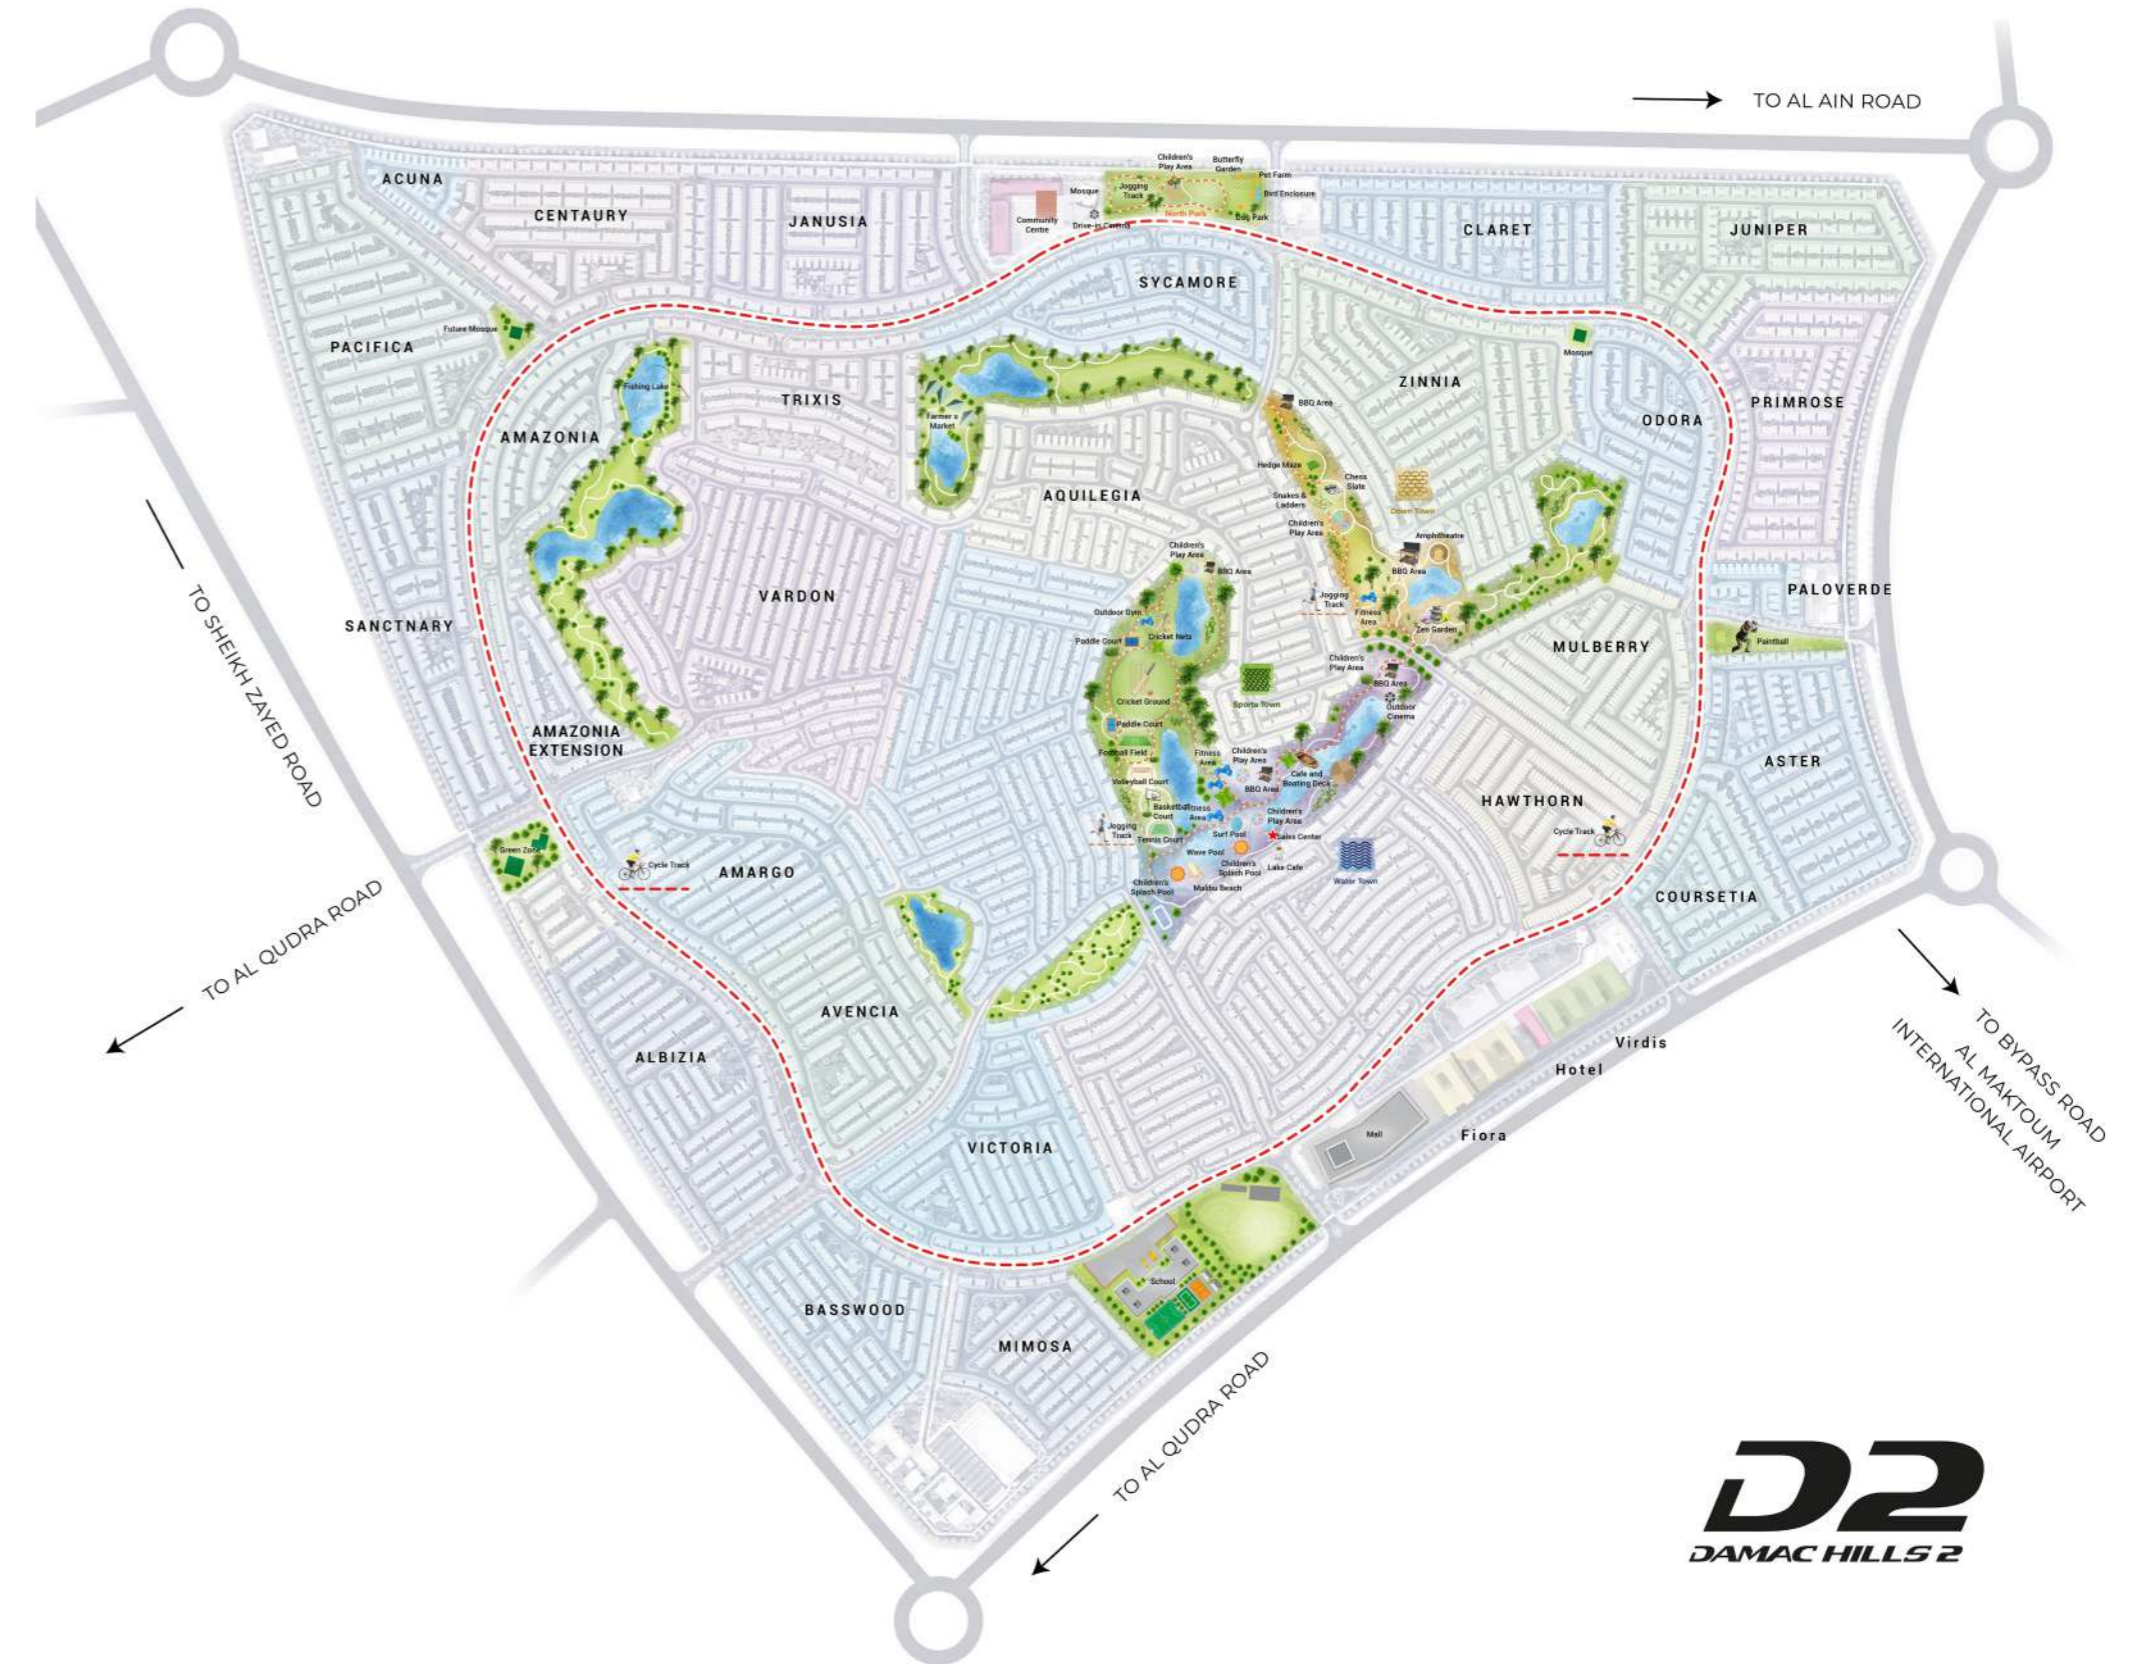 TO AL AIN ROAD
ACUNA
CENTAURY
JANUSIA
Community
Centre
Mosque
Drive-in Cinema
Children's
Play Area
Butterfly
Garden
Pet Farm
Jogging
Track
Bird Enclosure
North Park
Dog Park
CLARET
JUNIPER
SYCAMORE
Future Mosque
PACIFICA
Mosque
Fishing Lake
TRIXIS
ZINNIA
PRIMROSE
Farmer's
Market
BBQ Area
ODORA
AMAZONIA
Hedge Maze
Chess
Slate
AQUILEGIA
Snakes &
Ladders
Down Town
Children's
Play Area
Amphitheatre
Children's
Play Area
BBQ Area
BBQ Area
VARDON
PALOVERDE
Jogging
Track
Outdoor Gym
Fitness
Area
Zen Garden
SANCTNARY
Paddle Court
Cricket Nets
MULBERRY
Paintball
Children's
Play Area
BBQ Area
Cricket Ground
Sports Town
Outdoor
Cinema
Paddle Court
AMAZONIA
EXTENSION
Football Field
Fitness
Area
Children's
Play Area
ASTER
Volleyball Court
BBQ Area
Cafe and
Boating Deck
HAWTHORN
Basketball
Court
Fitness
Area
Children's
Play Area
Jogging
Track
Tennis Court
Surf Pool
Sales Center
Cycle Track
Wave Pool
Green Zone
Cycle Track
AMARGO
Children's
Splash Pool
Lake Cafe
Water Town
Children's
Splash Pool
Malibu Beach
COURSETIA
TO SHEIKH ZAYED ROAD
TO AL QUDRA ROAD
AVENCIA
ALBIZIA
Virdis
Hotel
Fiora
Mall
VICTORIA
TO BYPASS ROAD
AL MAKTOUM
INTERNATIONAL AIRPORT
School
BASSWOOD
MIMOSA
TO AL QUDRA ROAD
D2
DAMAC HILLS 2